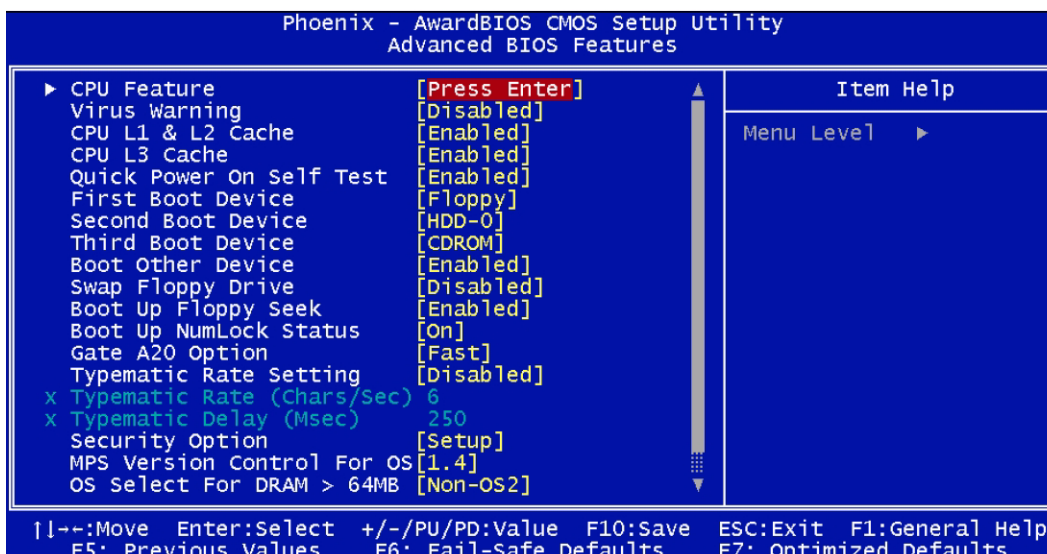 Phoenix - AwardBIOS CMOS Setup Utility
Advanced BIOS Features
▶ CPU Feature [Press Enter]
Virus Warning [Disabled]
CPU L1 & L2 Cache [Enabled]
CPU L3 Cache [Enabled]
Quick Power On Self Test [Enabled]
First Boot Device [Floppy]
Second Boot Device [HDD-0]
Third Boot Device [CDROM]
Boot Other Device [Enabled]
Swap Floppy Drive [Disabled]
Boot Up Floppy Seek [Enabled]
Boot Up NumLock Status [On]
Gate A20 Option [Fast]
Typematic Rate Setting [Disabled]
x Typematic Rate (Chars/Sec) 6
x Typematic Delay (Msec) 250
Security Option [Setup]
MPS Version Control For OS[1.4]
OS Select For DRAM > 64MB [Non-OS2]
Item Help
Menu Level ▶
↑↓→←:Move Enter:Select +/-/PU/PD:Value F10:Save ESC:Exit F1:General Help
F5: Previous Values F6: Fail-Safe Defaults F7: Optimized Defaults